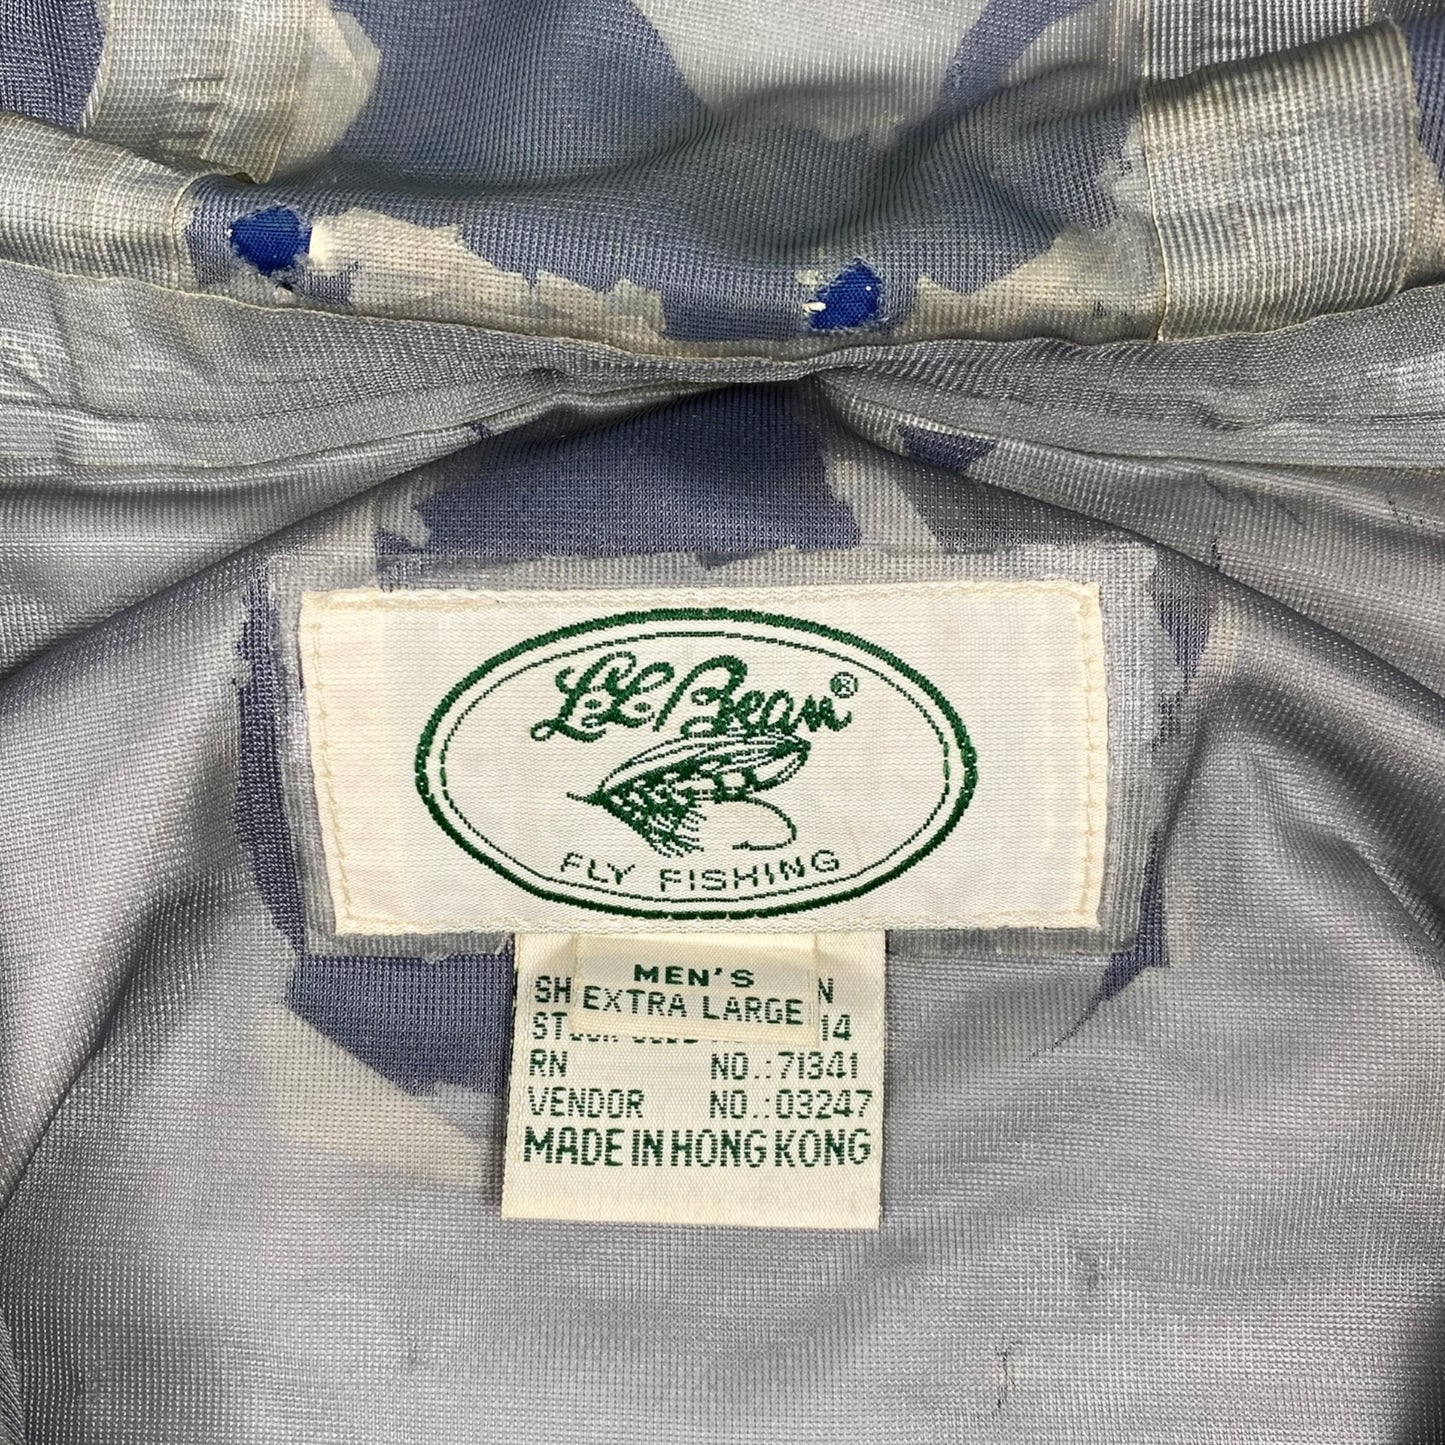 L.L.Bean®
FLY FISHING
MEN'S
EXTRA LARGE
RN NO.:71341
VENDOR NO.:03247
MADE IN HONG KONG